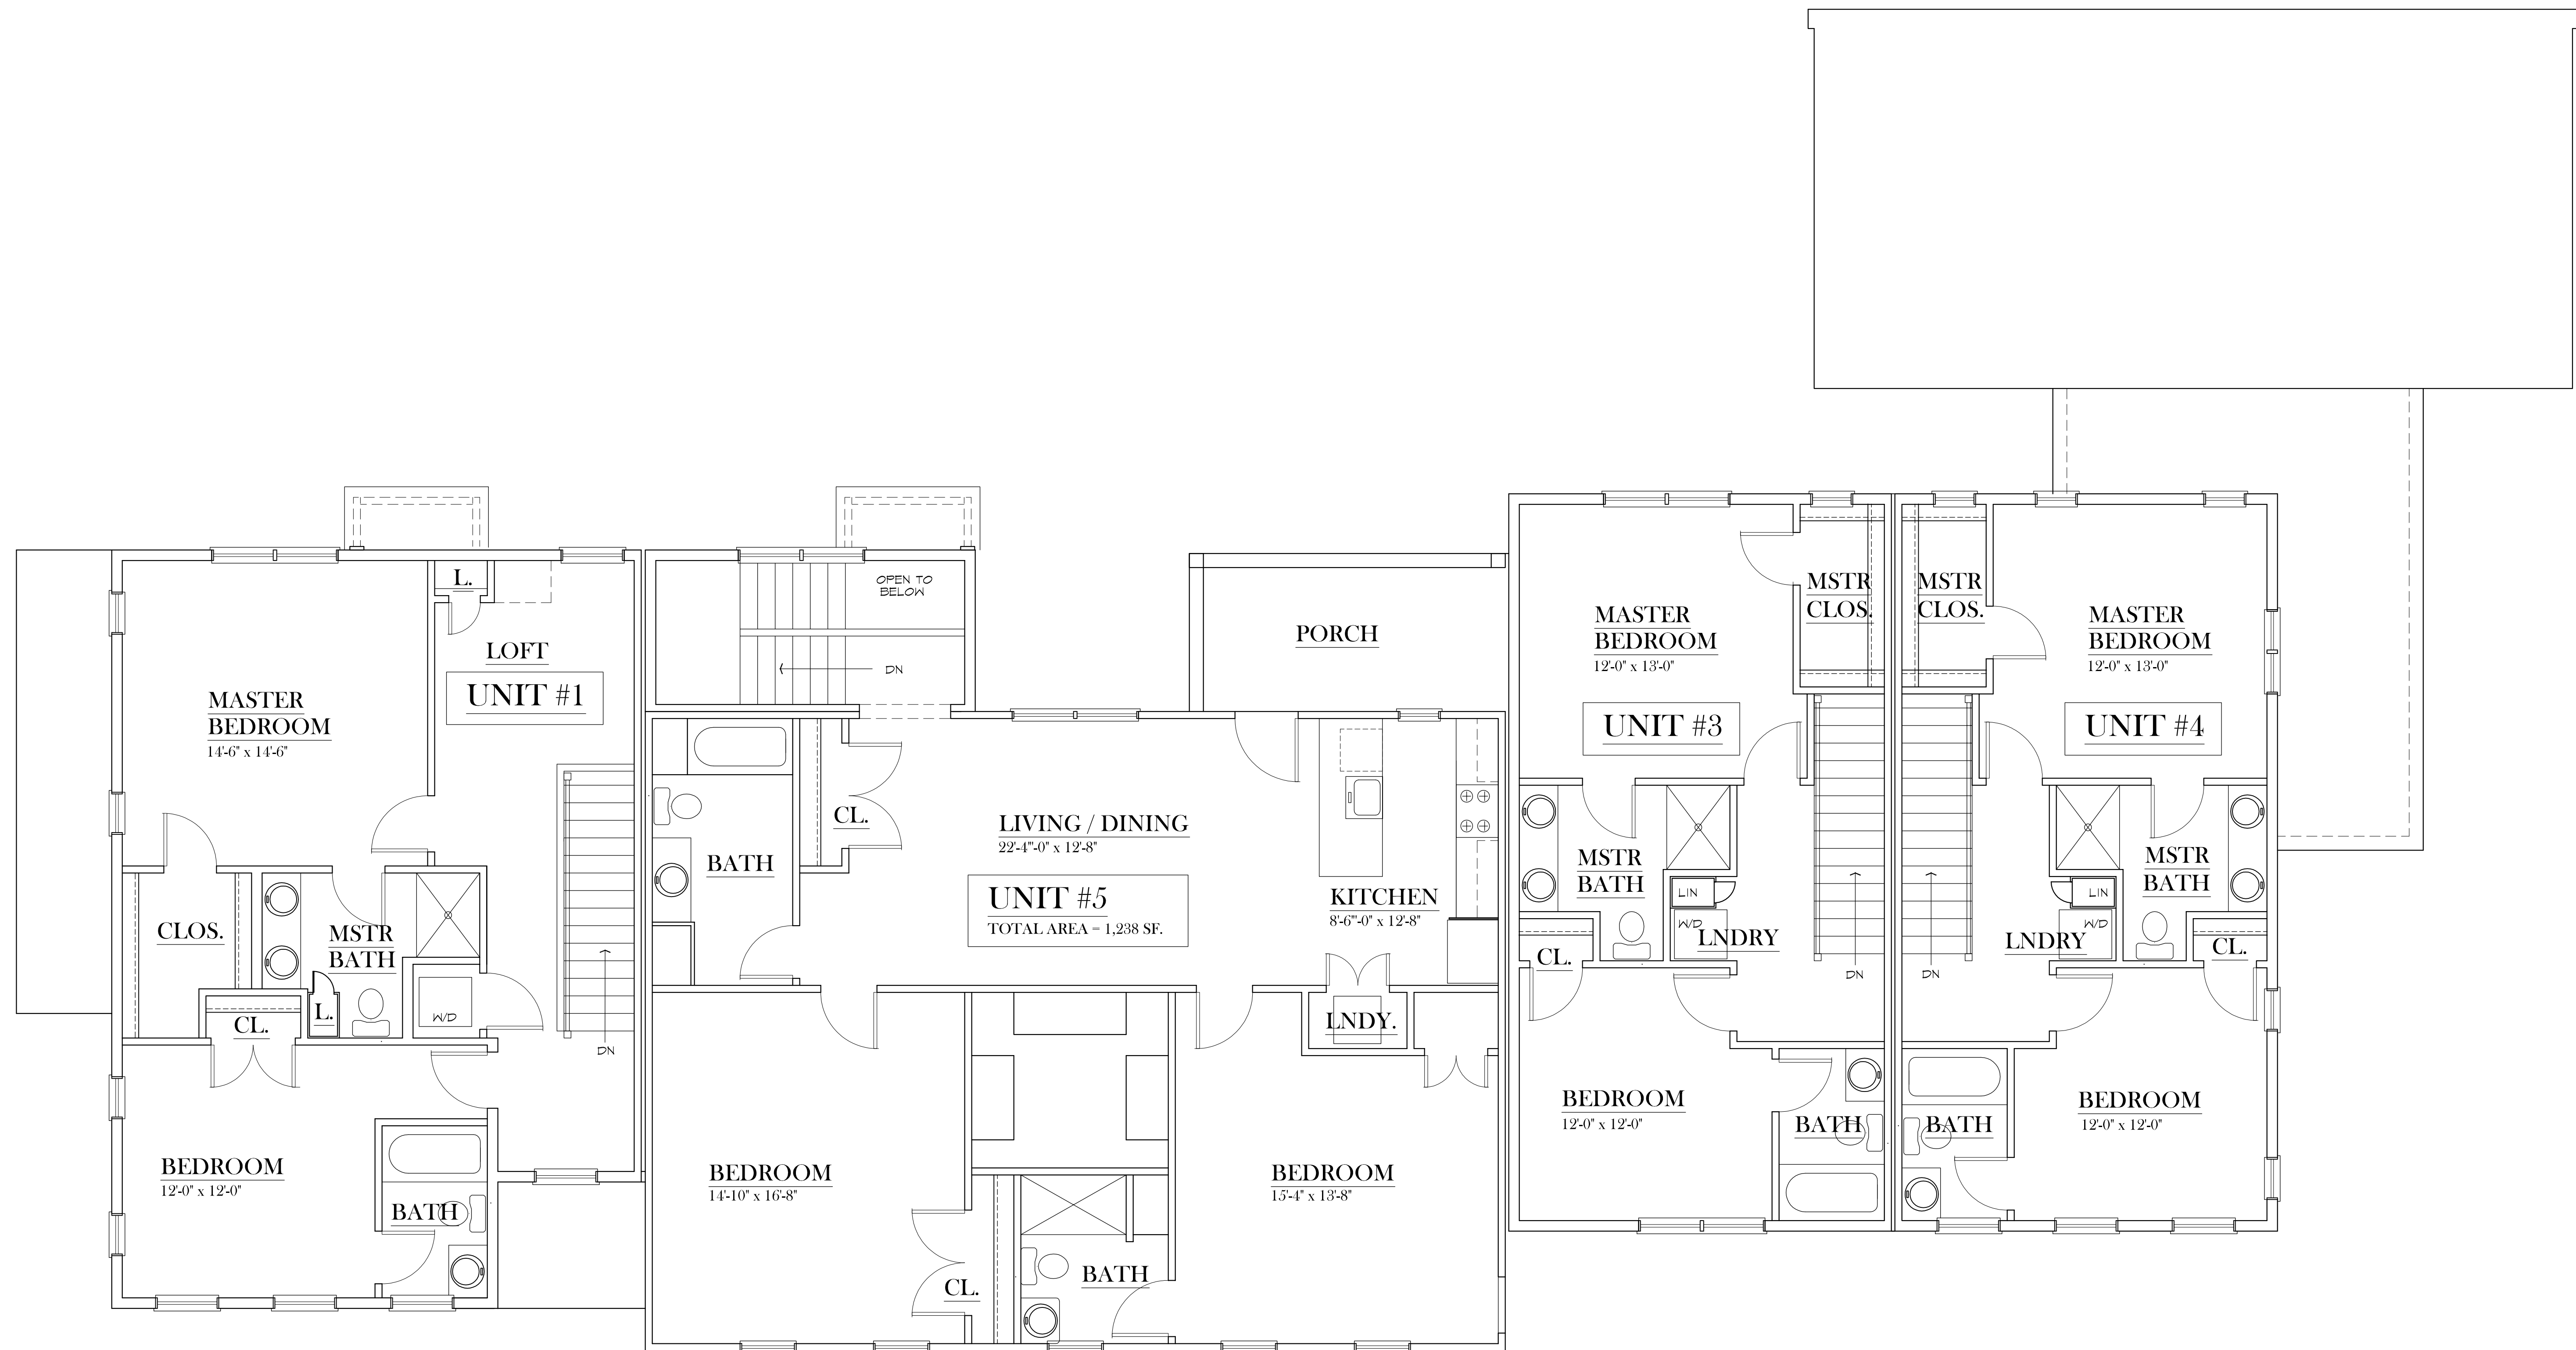 L.
LOFT
UNIT #1
MASTER
BEDROOM
14'-6" x 14'-6"
CLOS.
MSTR
BATH
L.
CL.
W/D
DN
BEDROOM
12'-0" x 12'-0"
BATH
OPEN TO
BELOW
DN
PORCH
CL.
BATH
LIVING / DINING
22'-4"'-0" x 12'-8"
UNIT #5
TOTAL AREA = 1,238 SF.
KITCHEN
8'-6"'-0" x 12'-8"
LNDY.
BEDROOM
14'-10" x 16'-8"
CL.
BATH
BEDROOM
15'-4" x 13'-8"
MASTER
BEDROOM
12'-0" x 13'-0"
MSTR
CLOS.
UNIT #3
MSTR
BATH
LIN
W/D
LNDRY
CL.
DN
BEDROOM
12'-0" x 12'-0"
BATH
MSTR
CLOS.
MASTER
BEDROOM
12'-0" x 13'-0"
UNIT #4
MSTR
BATH
LIN
W/D
LNDRY
CL.
DN
BATH
BEDROOM
12'-0" x 12'-0"